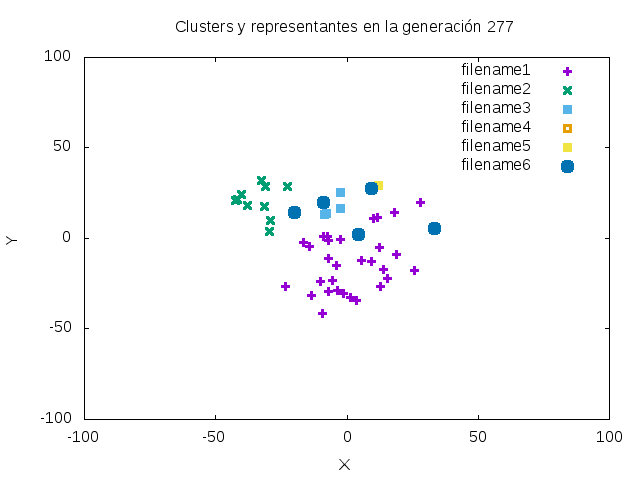 Clusters y representantes en la generación 277
100
50
0
-50
-100
-100
-50
0
50
100
Y
X
filename1
filename2
filename3
filename4
filename5
filename6